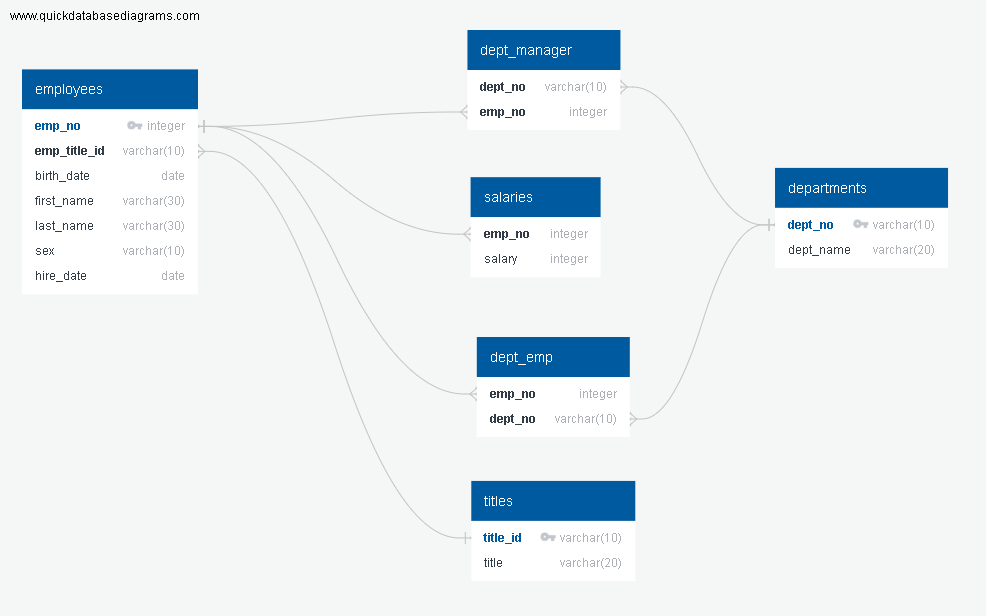 www.quickdatabasediagrams.com
employees
emp_no integer
emp_title_id varchar(10)
birth_date date
first_name varchar(30)
last_name varchar(30)
sex varchar(10)
hire_date date
dept_manager
dept_no varchar(10)
emp_no integer
salaries
emp_no integer
salary integer
dept_emp
emp_no integer
dept_no varchar(10)
titles
title_id varchar(10)
title varchar(20)
departments
dept_no varchar(10)
dept_name varchar(20)